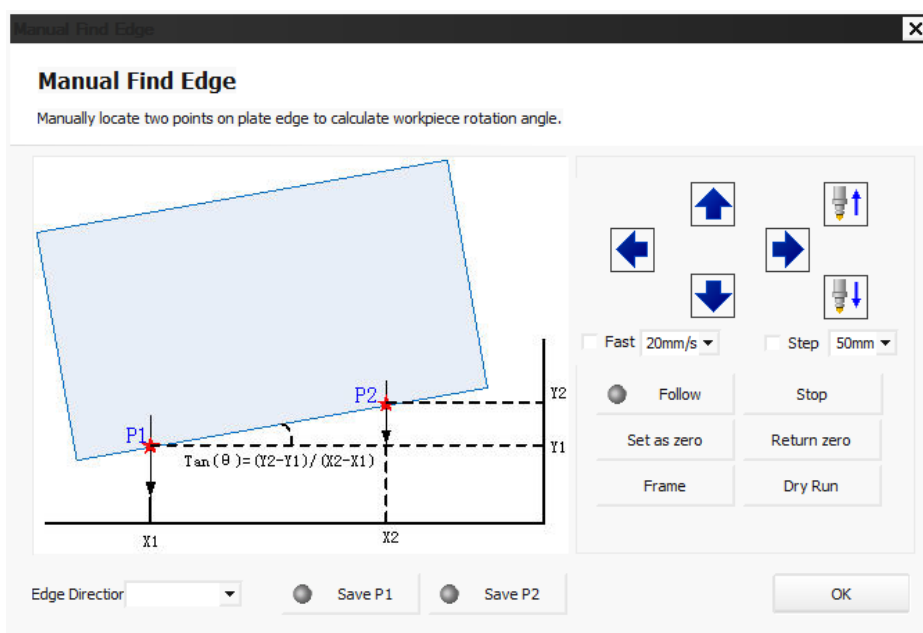 Manual Find Edge
Manual Find Edge
Manually locate two points on plate edge to calculate workpiece rotation angle.
P2
Y2
P1
Y1
Tan(θ)=(Y2-Y1)/(X2-X1)
X1
X2
Fast 20mm/s
Step 50mm
Follow
Stop
Set as zero
Return zero
Frame
Dry Run
Edge Direction
Save P1
Save P2
OK